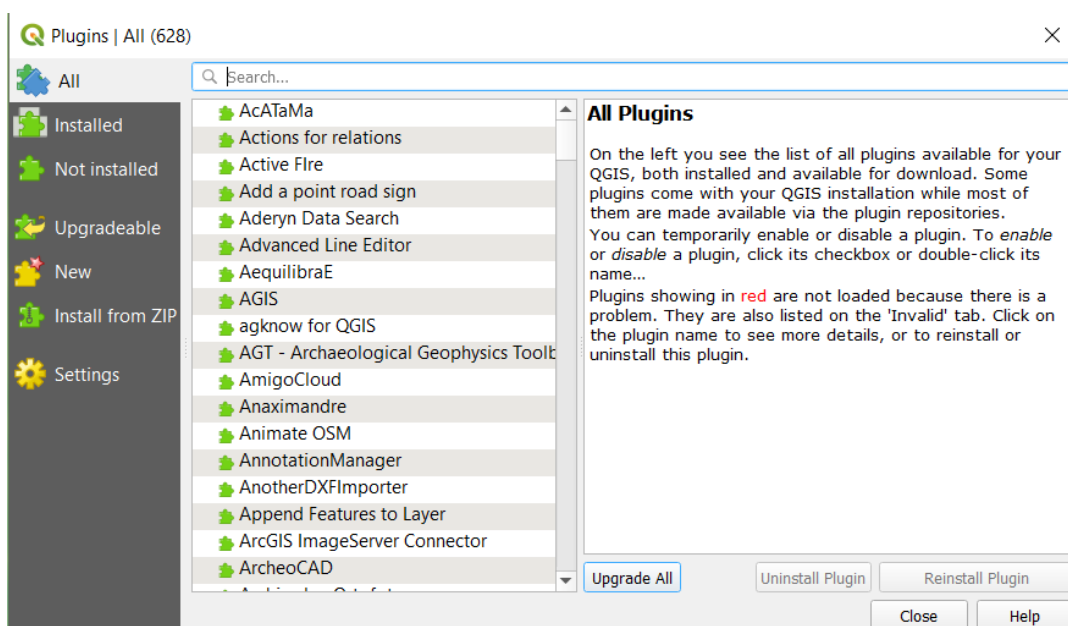 Plugins | All (628)
All
Installed
Not installed
Upgradeable
New
Install from ZIP
Settings
Search...
AcATaMa
Actions for relations
Active FIre
Add a point road sign
Aderyn Data Search
Advanced Line Editor
AequilibraE
AGIS
agknow for QGIS
AGT - Archaeological Geophysics Toolb
AmigoCloud
Anaximandre
Animate OSM
AnnotationManager
AnotherDXFImporter
Append Features to Layer
ArcGIS ImageServer Connector
ArcheoCAD
All Plugins
On the left you see the list of all plugins available for your
QGIS, both installed and available for download. Some
plugins come with your QGIS installation while most of
them are made available via the plugin repositories.
You can temporarily enable or disable a plugin. To enable
or disable a plugin, click its checkbox or double-click its
name...
Plugins showing in red are not loaded because there is a
problem. They are also listed on the 'Invalid' tab. Click on
the plugin name to see more details, or to reinstall or
uninstall this plugin.
Upgrade All
Uninstall Plugin
Reinstall Plugin
Close
Help